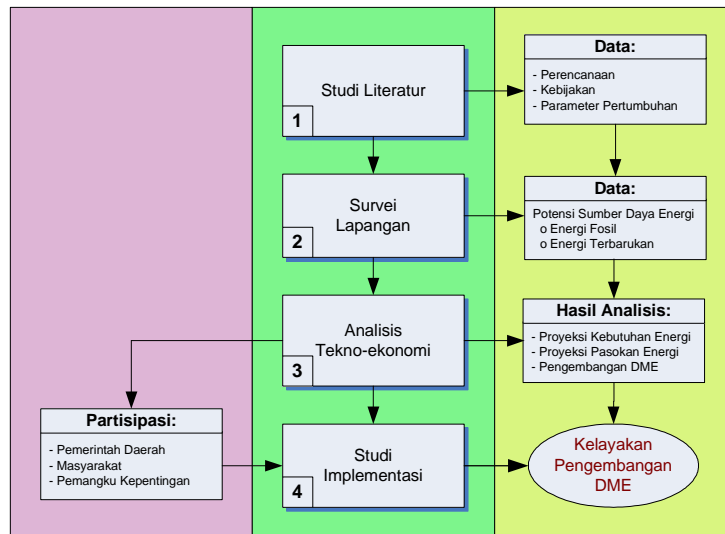 Studi Literatur
1
Data:
- Perencanaan
- Kebijakan
- Parameter Pertumbuhan
Survei
Lapangan
2
Data:
Potensi Sumber Daya Energi
o Energi Fosil
o Energi Terbarukan
Analisis
Tekno-ekonomi
3
Hasil Analisis:
- Proyeksi Kebutuhan Energi
- Proyeksi Pasokan Energi
- Pengembangan DME
Partisipasi:
- Pemerintah Daerah
- Masyarakat
- Pemangku Kepentingan
Studi
Implementasi
4
Kelayakan
Pengembangan
DME